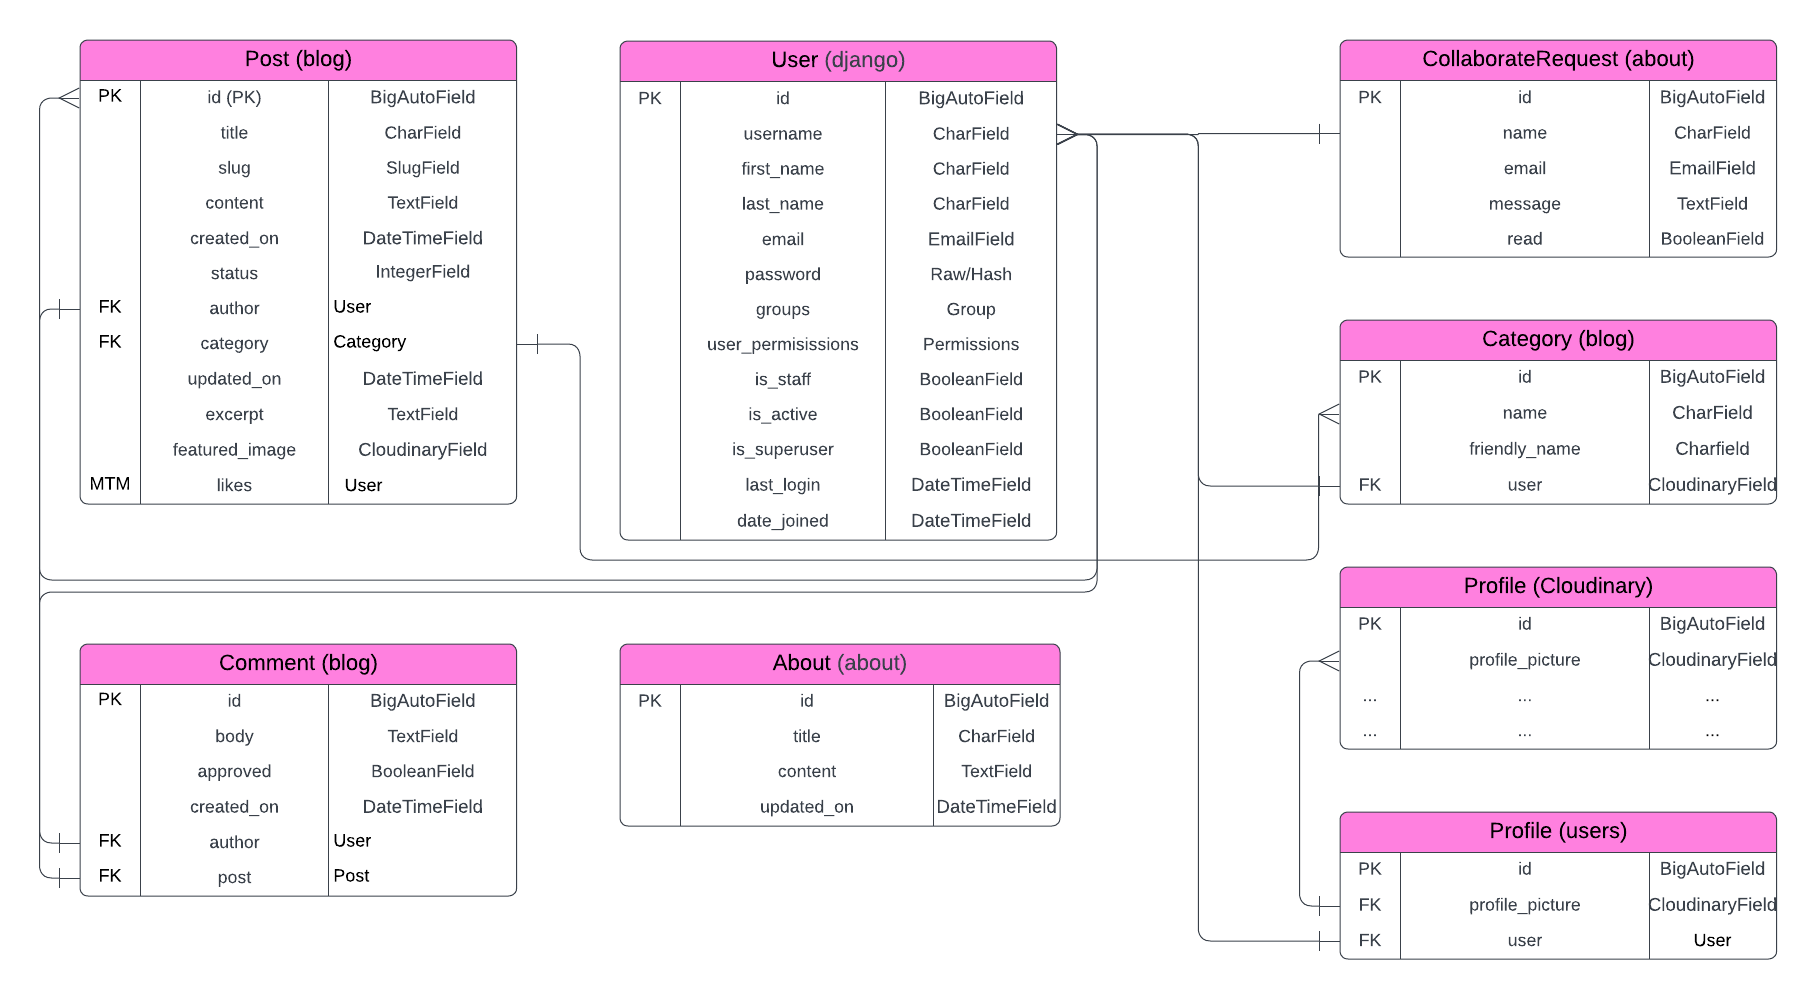 Post (blog)
PK id (PK) BigAutoField
title CharField
slug SlugField
content TextField
created_on DateTimeField
status IntegerField
FK author User
FK category Category
updated_on DateTimeField
excerpt TextField
featured_image CloudinaryField
MTM likes User
User (django)
PK id BigAutoField
username CharField
first_name CharField
last_name CharField
email EmailField
password Raw/Hash
groups Group
user_permisissions Permissions
is_staff BooleanField
is_active BooleanField
is_superuser BooleanField
last_login DateTimeField
date_joined DateTimeField
CollaborateRequest (about)
PK id BigAutoField
name CharField
email EmailField
message TextField
read BooleanField
Category (blog)
PK id BigAutoField
name CharField
friendly_name Charfield
FK user CloudinaryField
Comment (blog)
PK id BigAutoField
body TextField
approved BooleanField
created_on DateTimeField
FK author User
FK post Post
About (about)
PK id BigAutoField
title CharField
content TextField
updated_on DateTimeField
Profile (Cloudinary)
PK id BigAutoField
profile_picture CloudinaryField
... ... ...
... ... ...
Profile (users)
PK id BigAutoField
FK profile_picture CloudinaryField
FK user User